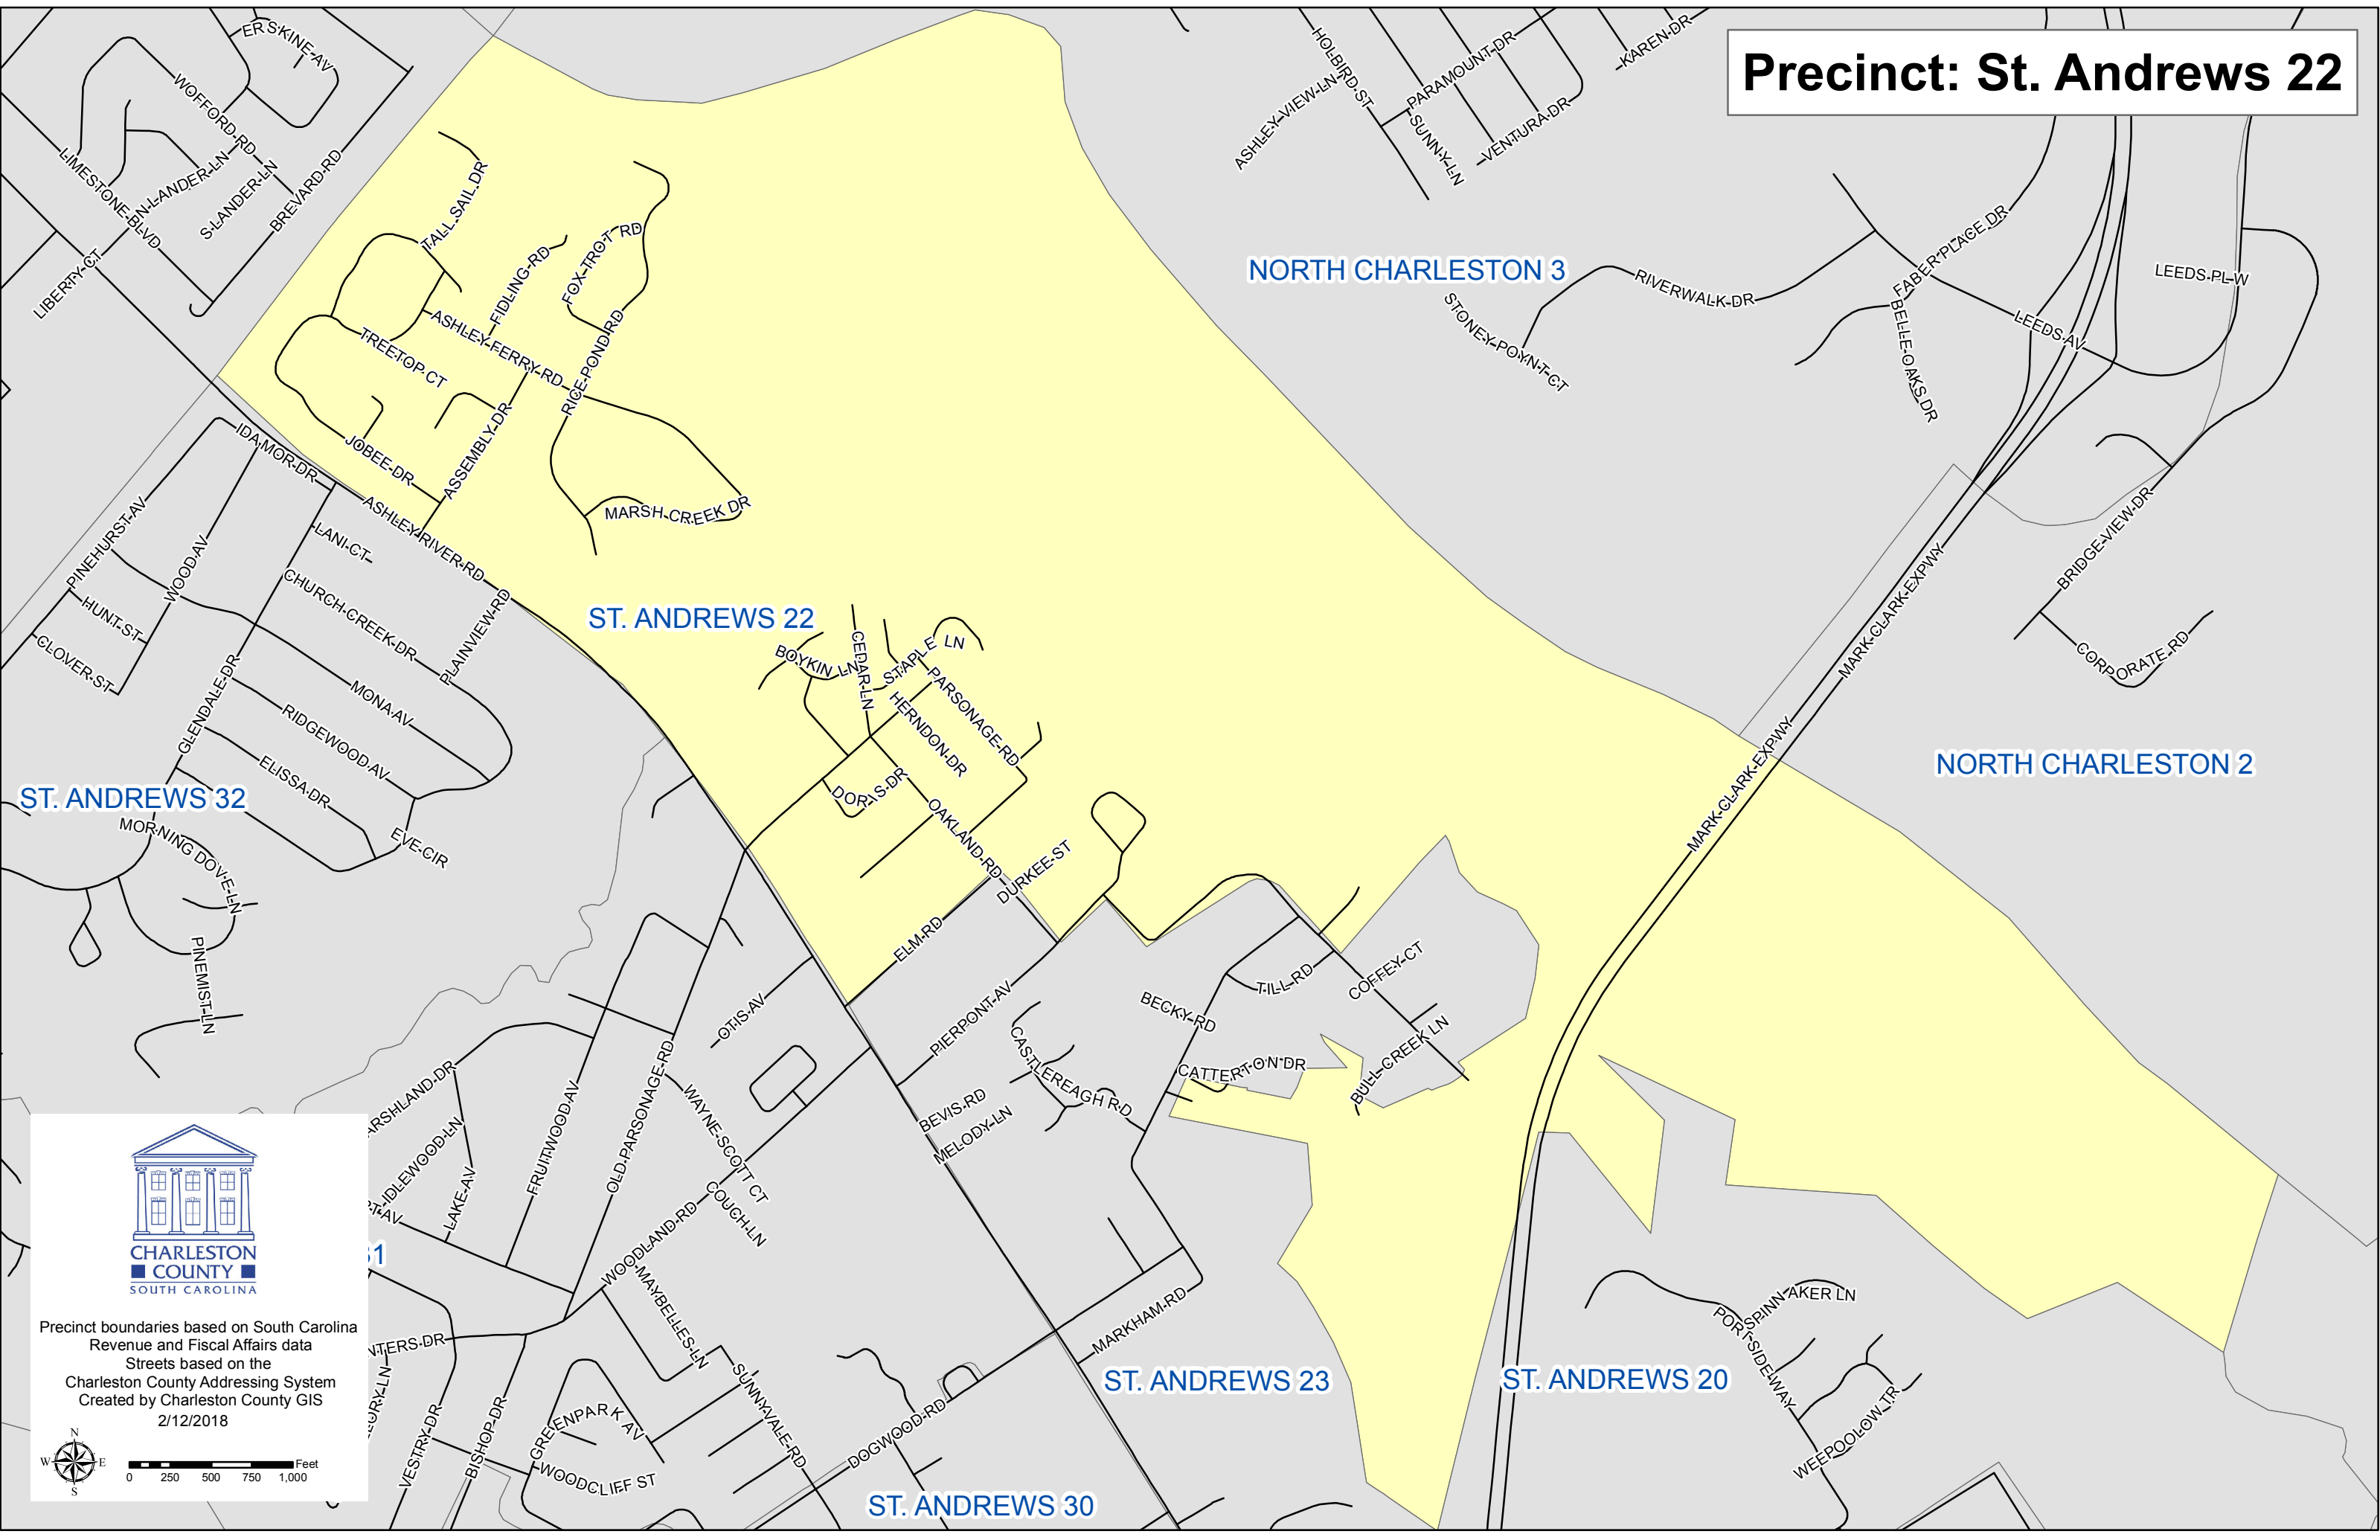 Precinct: St. Andrews 22
ERSKINE AV
WOFFORD RD
LIMESTONE BLVD
N LANDER LN
S LANDER LN
BREVARD RD
LIBERTY CT
TALL SAIL DR
FIDLING RD
FOX TROT RD
ASHLEY FERRY RD
TREETOP CT
RICE POND RD
JOBEE DR
ASSEMBLY DR
MARSH CREEK DR
IDAMOR DR
ASHLEY RIVER RD
HOLBIRD ST
ASHLEY VIEW LN
PARAMOUNT DR
SUNNY LN
VENTURA DR
KAREN DR
NORTH CHARLESTON 3
STONEY POYNT CT
RIVERWALK DR
FABER PLACE DR
BELLE OAKS DR
LEEDS AV
LEEDS PL W
BRIDGE VIEW DR
CORPORATE RD
MARK CLARK EXPWY
MARK CLARK EXPWY
NORTH CHARLESTON 2
PINEHURST AV
HUNT ST
CLOVER ST
WOOD AV
LANI CT
CHURCH CREEK DR
PLAINVIEW RD
GLENDALE DR
MONA AV
RIDGEWOOD AV
ELISSA DR
EVE CIR
ST. ANDREWS 32
MORNING DOVE LN
PINEMIST LN
ST. ANDREWS 22
BOYKIN LN
CEDAR LN
STAPLE LN
PARSONAGE RD
HERNDON DR
DORIS DR
OAKLAND RD
DURKEE ST
ELM RD
PIERPONT AV
OTIS AV
BECKY RD
TILL RD
COFFEY CT
CATTERTON DR
BULL CREEK LN
CASTLEREAGH RD
BEVIS RD
MELODY LN
ARSHLAND DR
IDLEWOOD LN
LAKE AV
T AV
FRUITWOOD AV
OLD PARSONAGE RD
WAYNE SCOTT CT
COUCH LN
WOODLAND RD
MAYBELLES LN
SUNNYVALE RD
NTERS DR
EORY LN
VESTRY DR
BISHOP DR
GREENPARK AV
WOODCLIFF ST
DOGWOOD RD
MARKHAM RD
ST. ANDREWS 23
ST. ANDREWS 20
ST. ANDREWS 30
31
SPINNAKER LN
PORTSIDE WAY
WEEPOOLOW TR
CHARLESTON
COUNTY
SOUTH CAROLINA
Precinct boundaries based on South Carolina
Revenue and Fiscal Affairs data
Streets based on the
Charleston County Addressing System
Created by Charleston County GIS
2/12/2018
N
W E
S
Feet
0 250 500 750 1,000